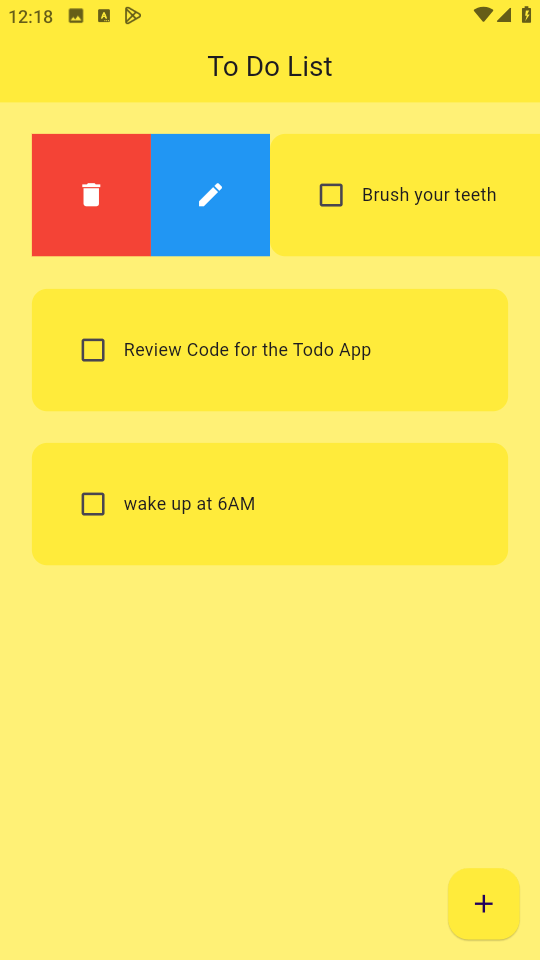 12:18
To Do List
Brush your teeth
Review Code for the Todo App
wake up at 6AM